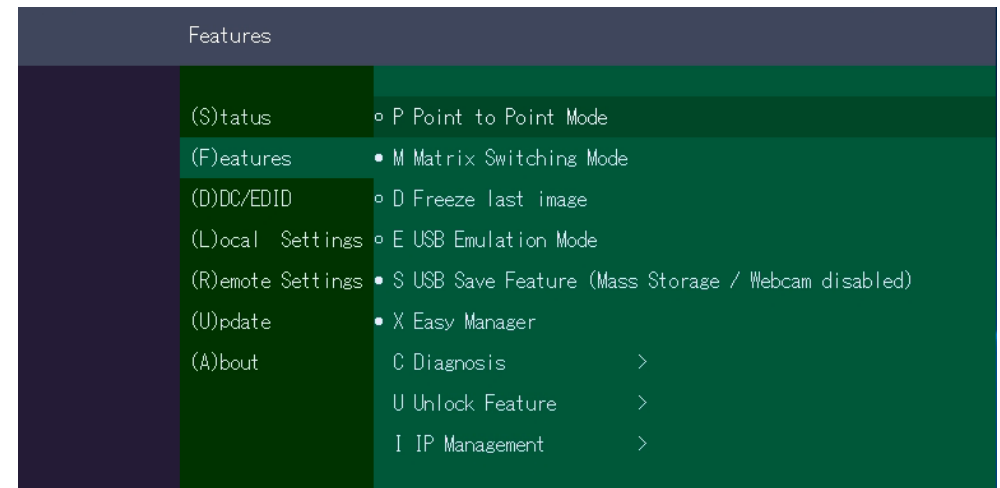 Features
(S)tatus
(F)eatures
(D)DC/EDID
(L)ocal Settings
(R)emote Settings
(U)pdate
(A)bout
P Point to Point Mode
M Matrix Switching Mode
D Freeze last image
E USB Emulation Mode
S USB Save Feature (Mass Storage / Webcam disabled)
X Easy Manager
C Diagnosis >
U Unlock Feature >
I IP Management >